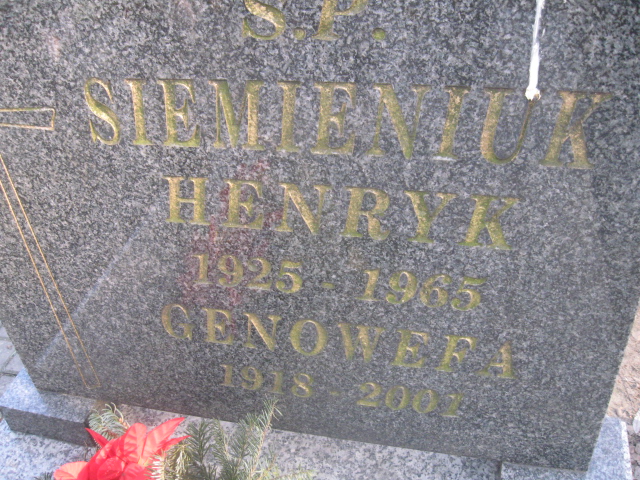 S.P.
SIEMIENIUK
HENRYK
1925 - 1965
GENOWEFA
1918 - 2001